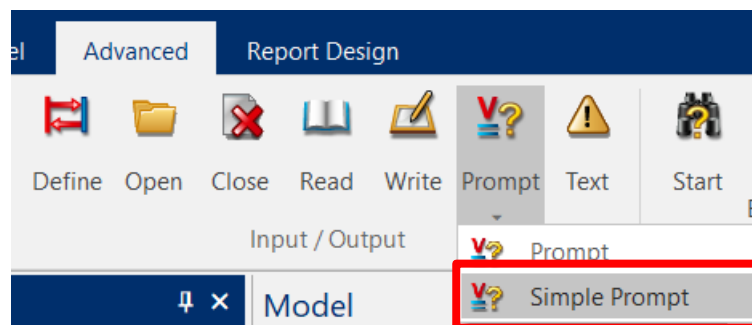 el Advanced Report Design
Define Open Close Read Write Prompt Text Start
Input / Output
Prompt
Simple Prompt
Model